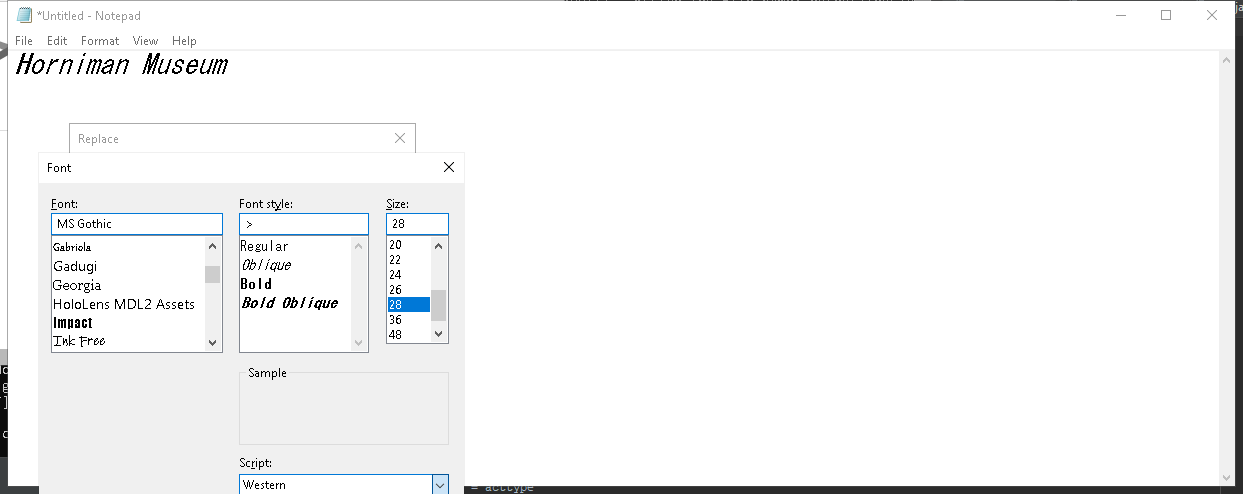 *Untitled - Notepad
File Edit Format View Help
Horniman Museum
Replace
Font
Font: Font style: Size:
MS Gothic > 28
Gabriola
Gadugi
Georgia
HoloLens MDL2 Assets
Impact
Ink Free
Regular
Oblique
Bold
Bold Oblique
20
22
24
26
28
36
48
Sample
Script:
Western
= acttype